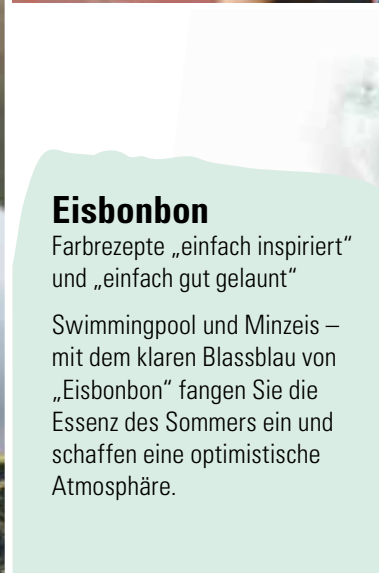 Eisbonbon
Farbrezepte „einfach inspiriert“
und „einfach gut gelaunt“
Swimmingpool und Minzeis –
mit dem klaren Blassblau von
„Eisbonbon“ fangen Sie die
Essenz des Sommers ein und
schaffen eine optimistische
Atmosphäre.